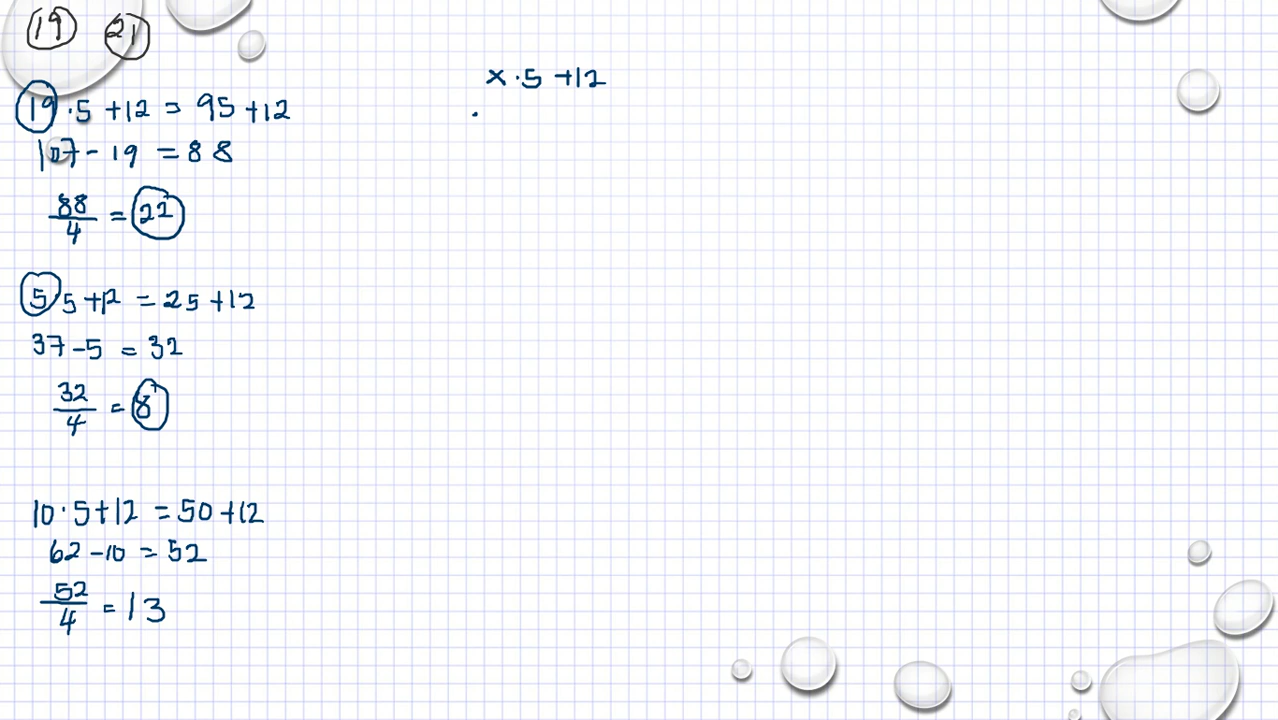 19 21
19 · 5 + 12 = 95 + 12
107 - 19 = 88
88/4 = 22
5 5 + 12 = 25 + 12
37 - 5 = 32
32/4 = 8
10 · 5 + 12 = 50 + 12
62 - 10 = 52
52/4 = 13
x · 5 + 12